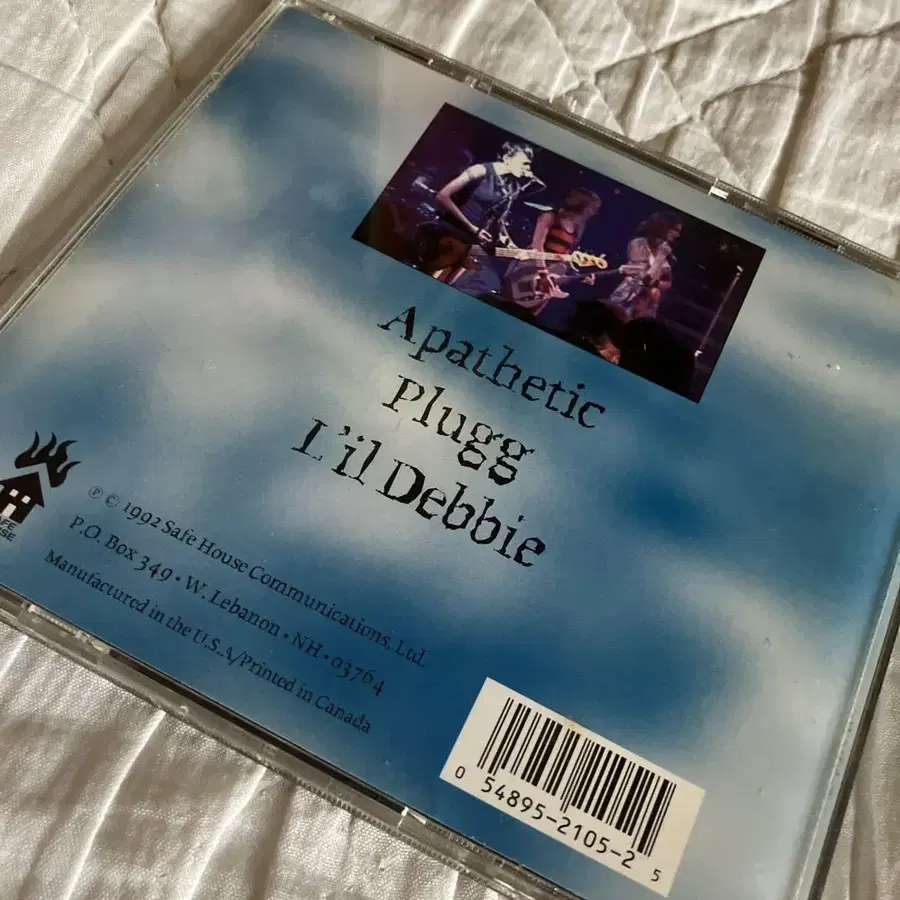 Apathetic
Plugg
L'il Debbie
℗ © 1992 Safe House Communications, Ltd.
P.O. Box 349 • W. Lebanon • NH • 03764
Manufactured in the U.S.A/Printed in Canada
0 54895-2105-2 5